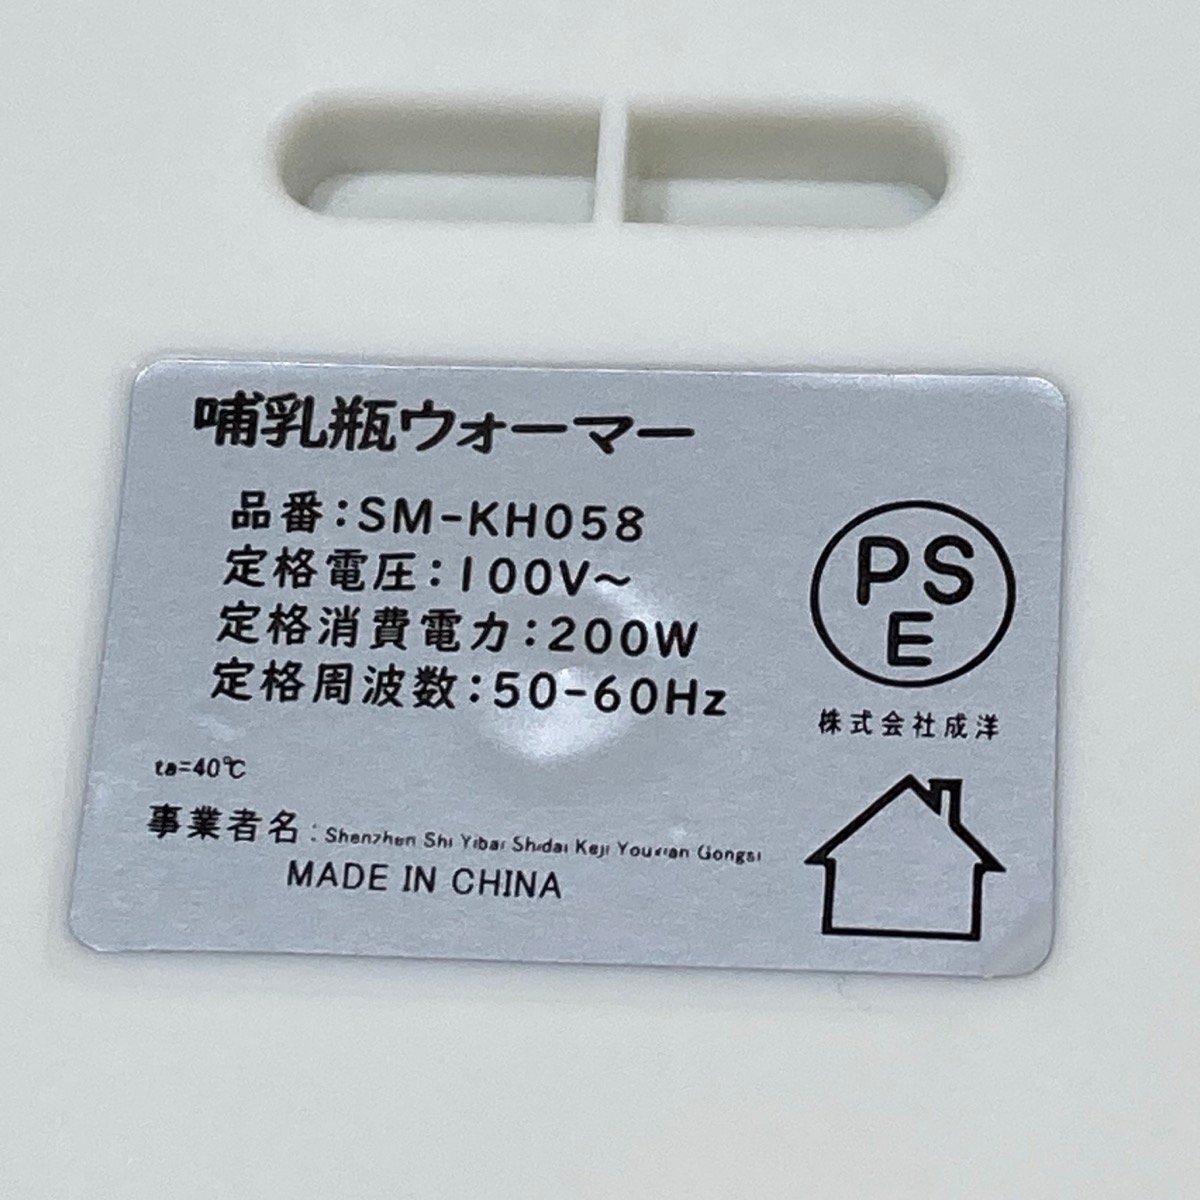 哺乳瓶ウォーマー
品番:SM-KH058
定格電圧:100V~
定格消費電力:200W
定格周波数:50-60Hz
PS
E
株式会社成洋
ta=40℃
事業者名:Shenzhen Shi Yibai Shidai Keji Youxian Gongsi
MADE IN CHINA